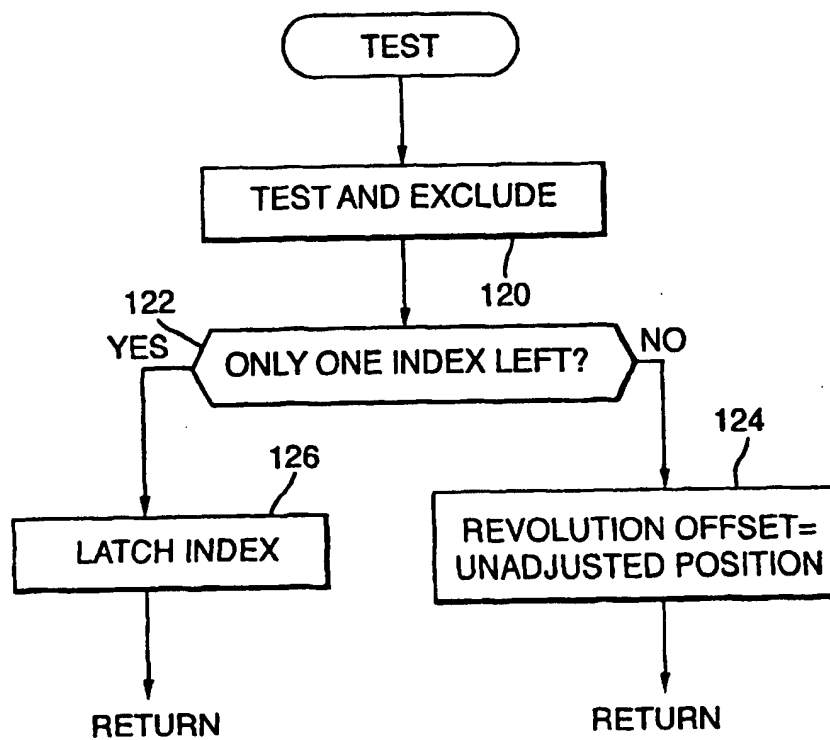 TEST
TEST AND EXCLUDE
120
122
YES
ONLY ONE INDEX LEFT?
NO
126
LATCH INDEX
124
REVOLUTION OFFSET=
UNADJUSTED POSITION
RETURN
RETURN